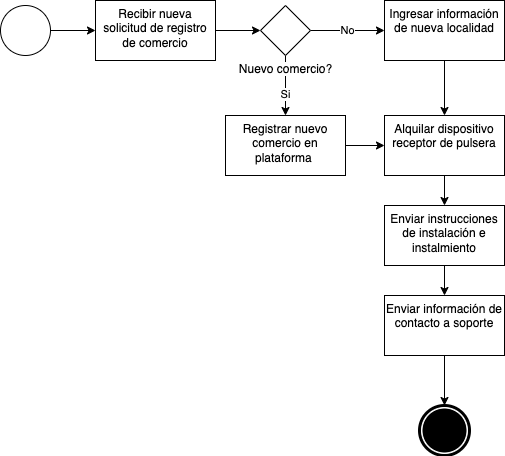 Recibir nueva
solicitud de registro
de comercio
No
Ingresar información
de nueva localidad
Nuevo comercio?
Si
Registrar nuevo
comercio en
plataforma
Alquilar dispositivo
receptor de pulsera
Enviar instrucciones
de instalación e
instalmiento
Enviar información de
contacto a soporte